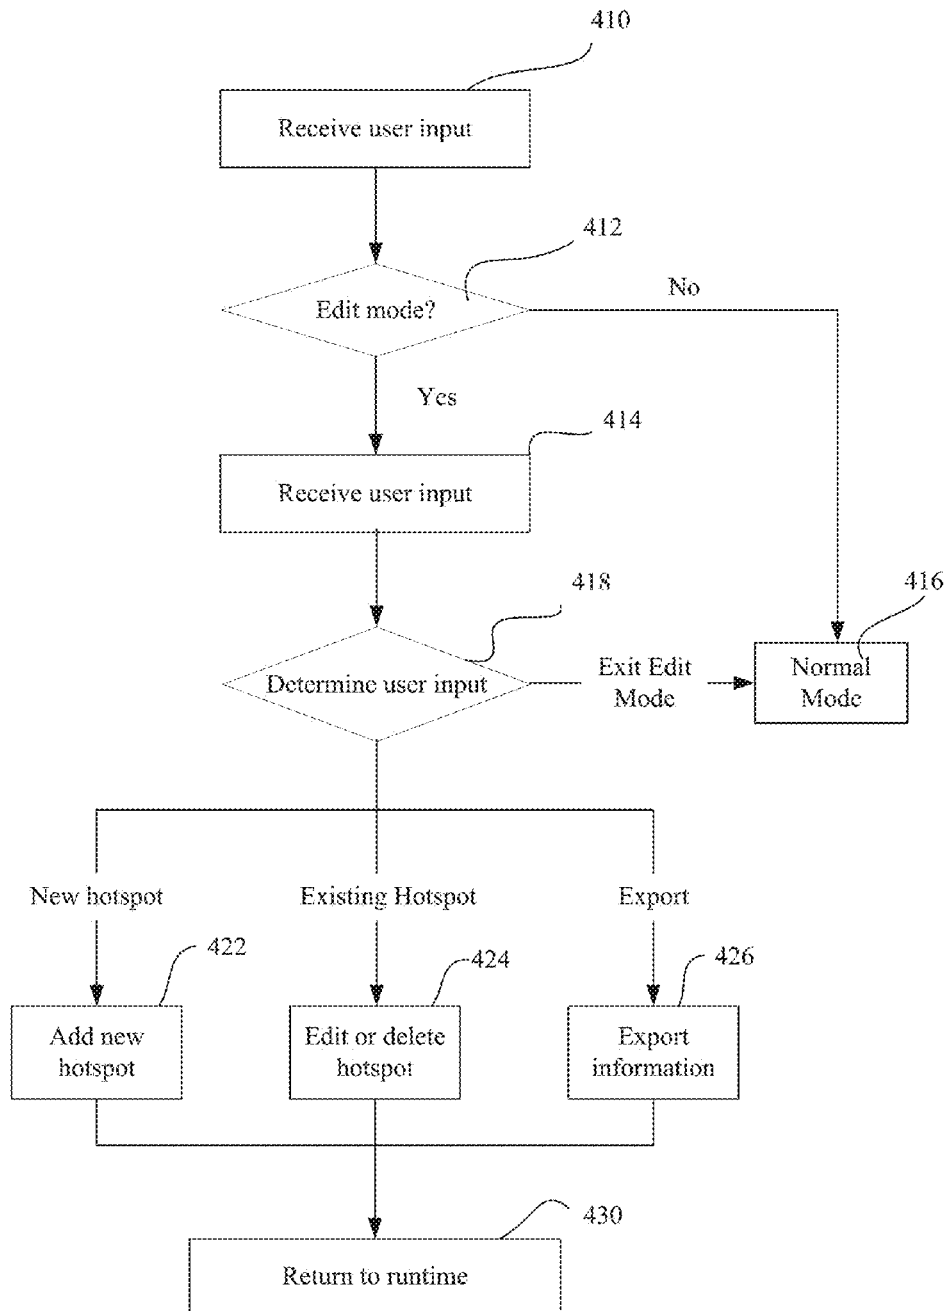 410
Receive user input
412
Edit mode?
No
Yes
414
Receive user input
418
416
Determine user input
Exit Edit
Mode
Normal
Mode
New hotspot
Existing Hotspot
Export
422
424
426
Add new
hotspot
Edit or delete
hotspot
Export
information
430
Return to runtime